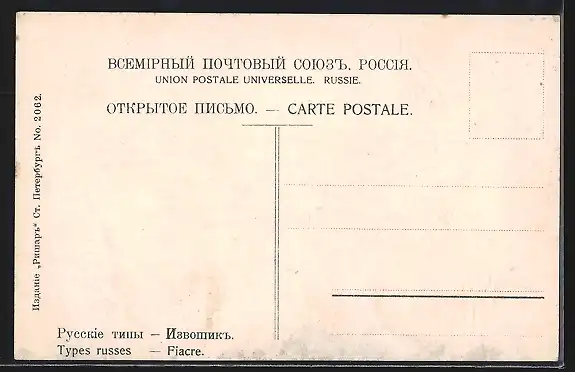 ВСЕМІРНЫЙ ПОЧТОВЫЙ СОЮЗЪ. РОССІЯ.
UNION POSTALE UNIVERSELLE. RUSSIE.
ОТКРЫТОЕ ПИСЬМО. — CARTE POSTALE.
Изданіе „Ришаръ“ Ст. Петербургъ No. 2062.
Русскіе типы — Извощикъ.
Types russes — Fiacre.